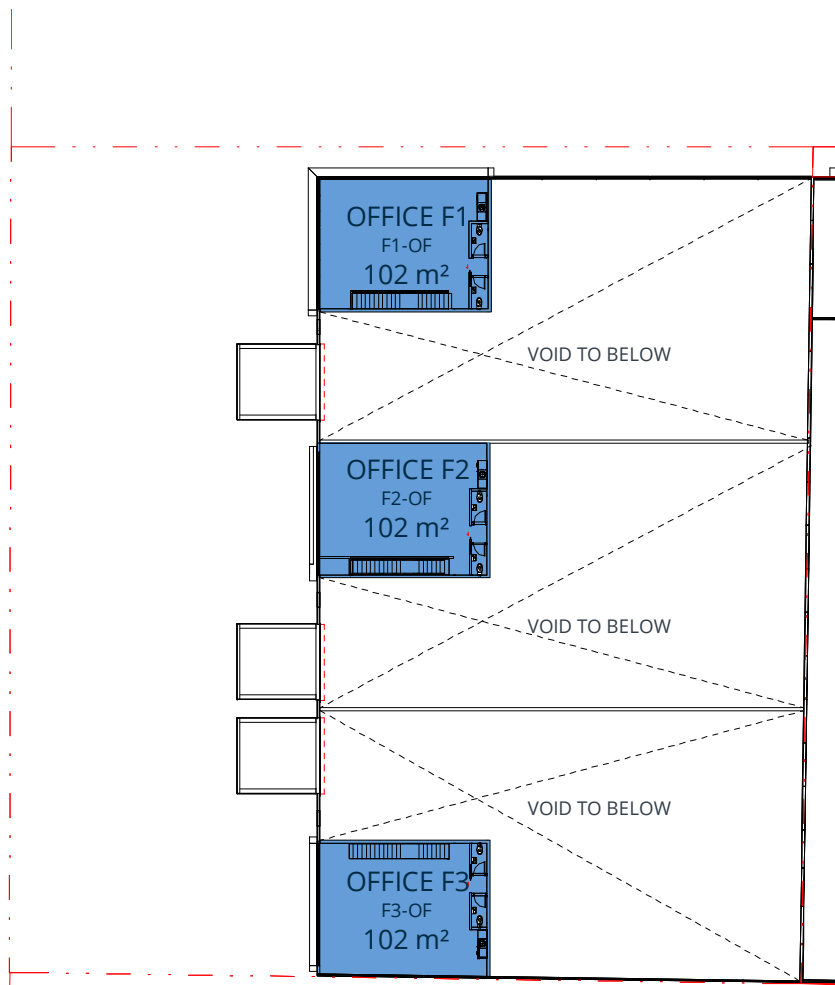 OFFICE F1
F1-OF
102 m²
VOID TO BELOW
OFFICE F2
F2-OF
102 m²
VOID TO BELOW
VOID TO BELOW
OFFICE F3
F3-OF
102 m²